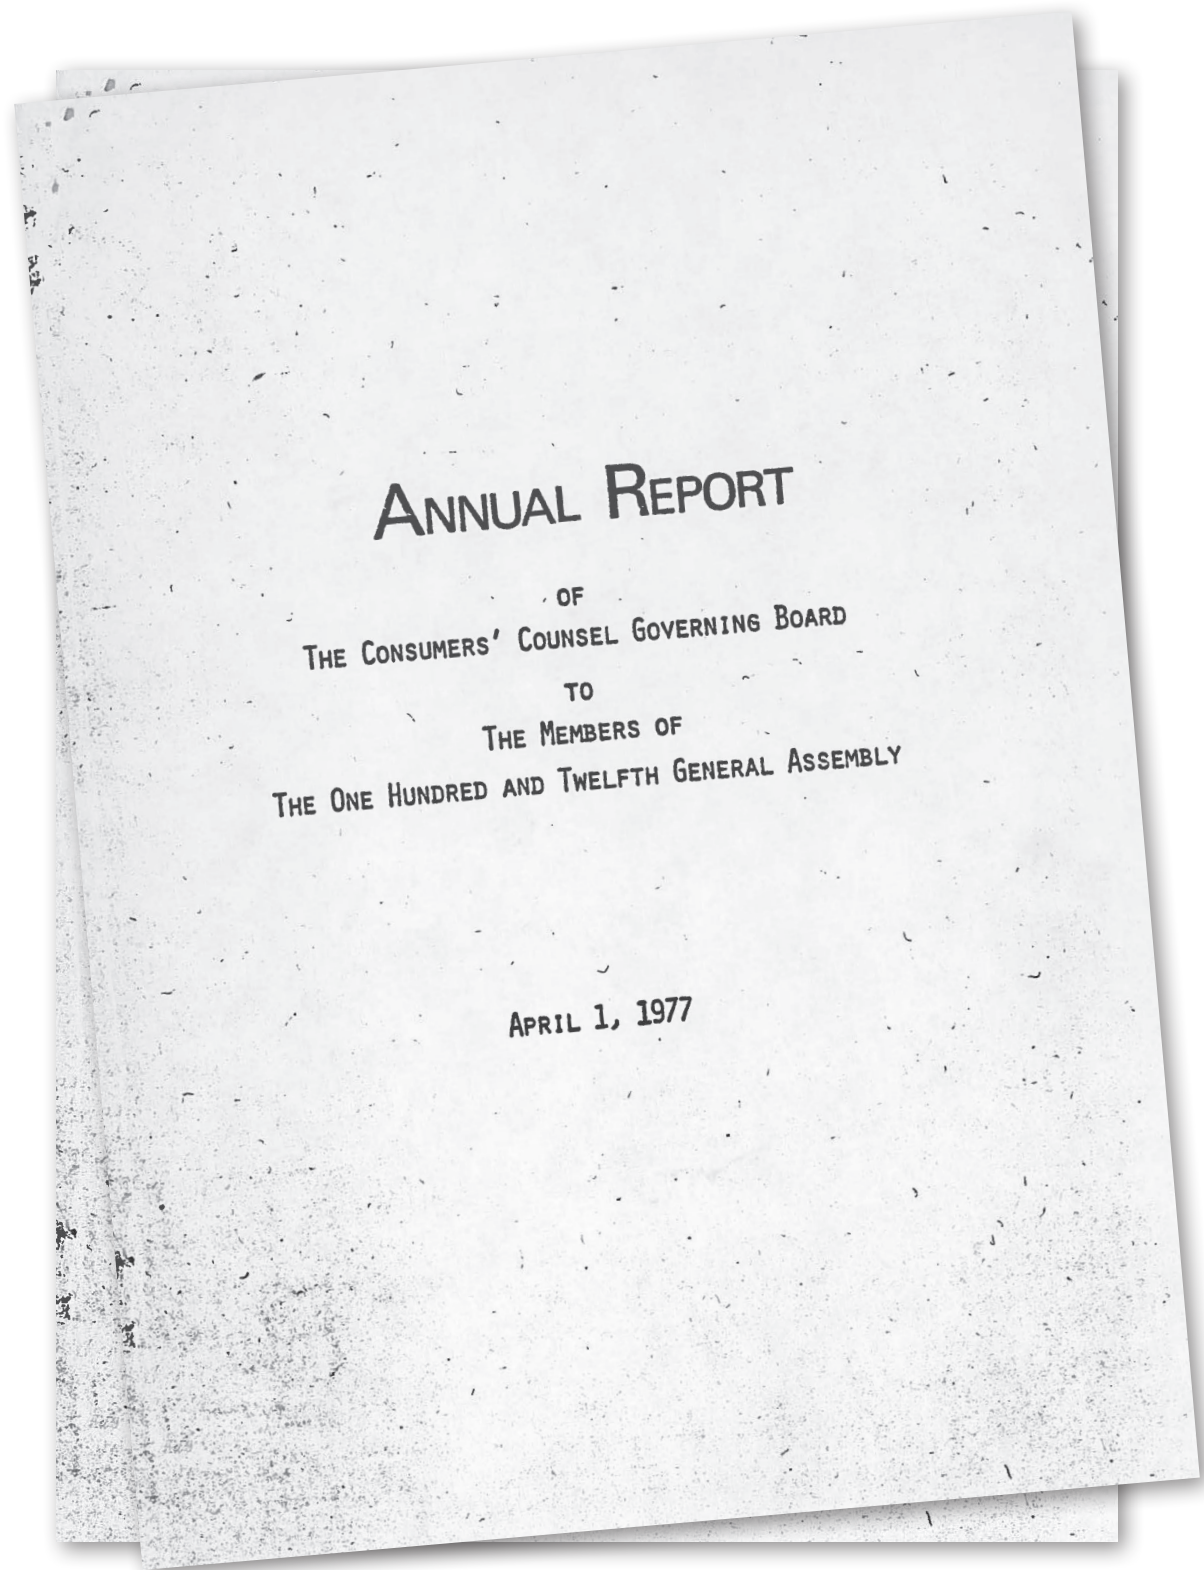 ANNUAL REPORT
OF
THE CONSUMERS' COUNSEL GOVERNING BOARD
TO
THE MEMBERS OF
THE ONE HUNDRED AND TWELFTH GENERAL ASSEMBLY
APRIL 1, 1977